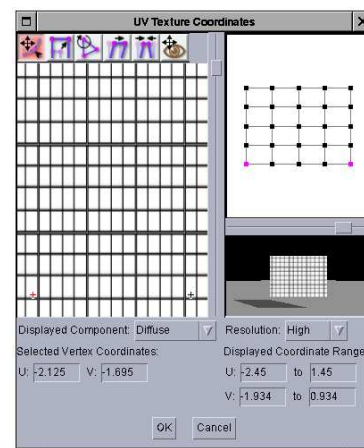 UV Texture Coordinates
Displayed Component: Diffuse
Resolution: High
Selected Vertex Coordinates:
Displayed Coordinate Range
U: -2.125 V: -1.695
U: -2.45 to 1.45
V: -1.934 to 0.934
OK Cancel